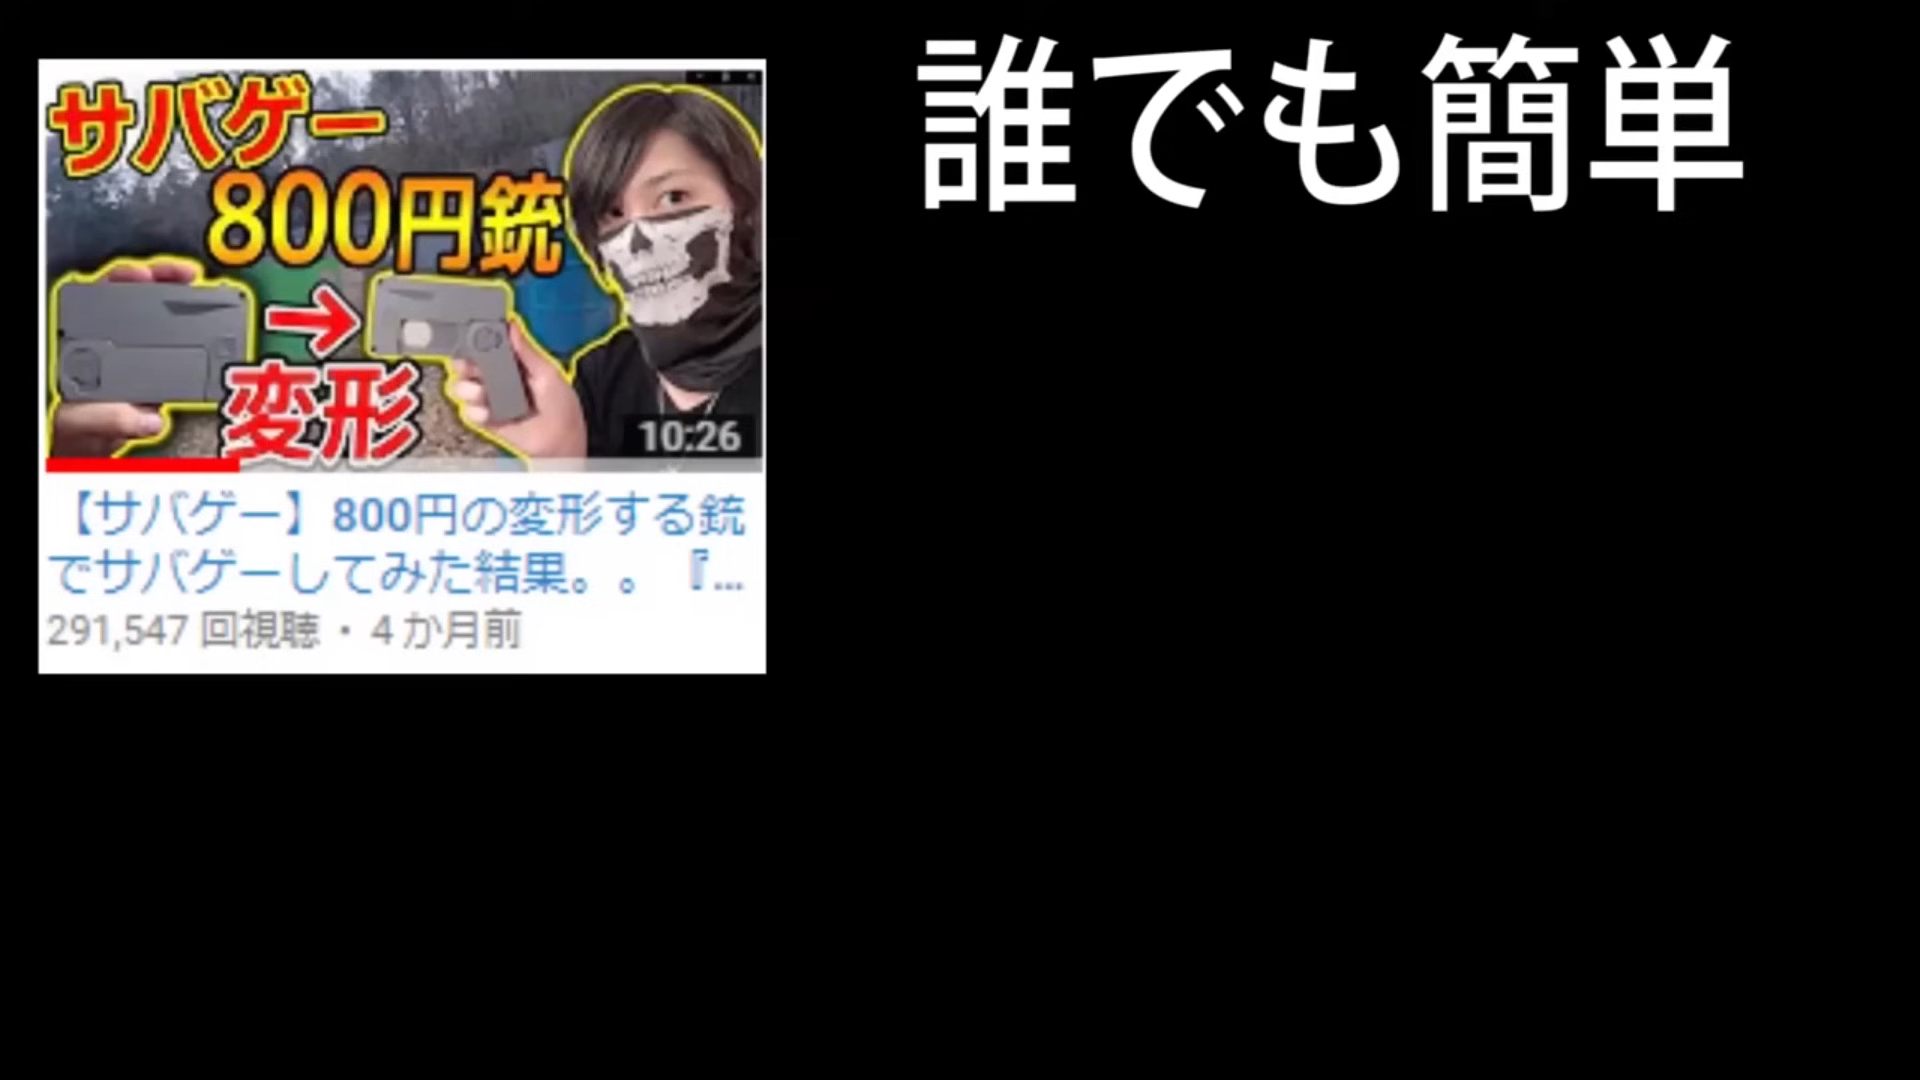 サバゲー
800円銃
→
変形
10:26
【サバゲー】800円の変形する銃
でサバゲーしてみた結果。。『...
291,547 回視聴・4 か月前
誰でも簡単